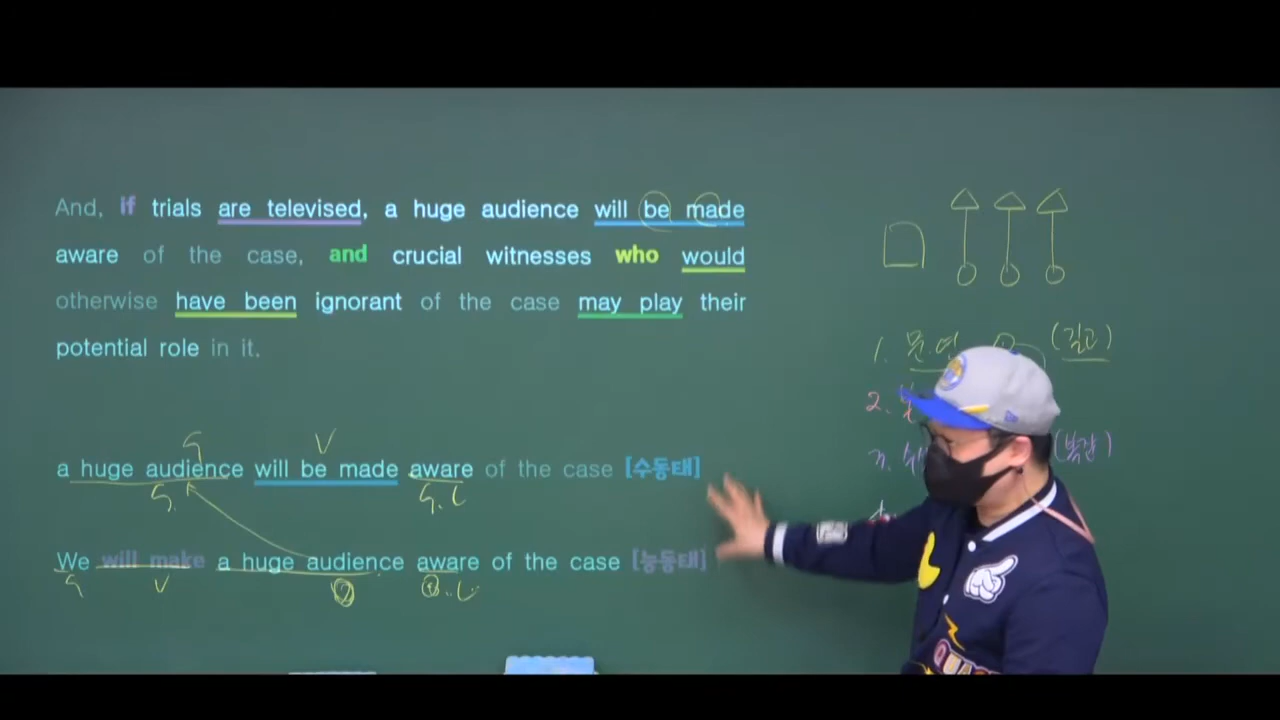 And, if trials are televised, a huge audience will be made
aware of the case, and crucial witnesses who would
otherwise have been ignorant of the case may play their
potential role in it.
1. (길고)
2.
V
a huge audience will be made aware of the case [수동태]
S. S.C
We will make a huge audience aware of the case [능동태]
S V O O.C